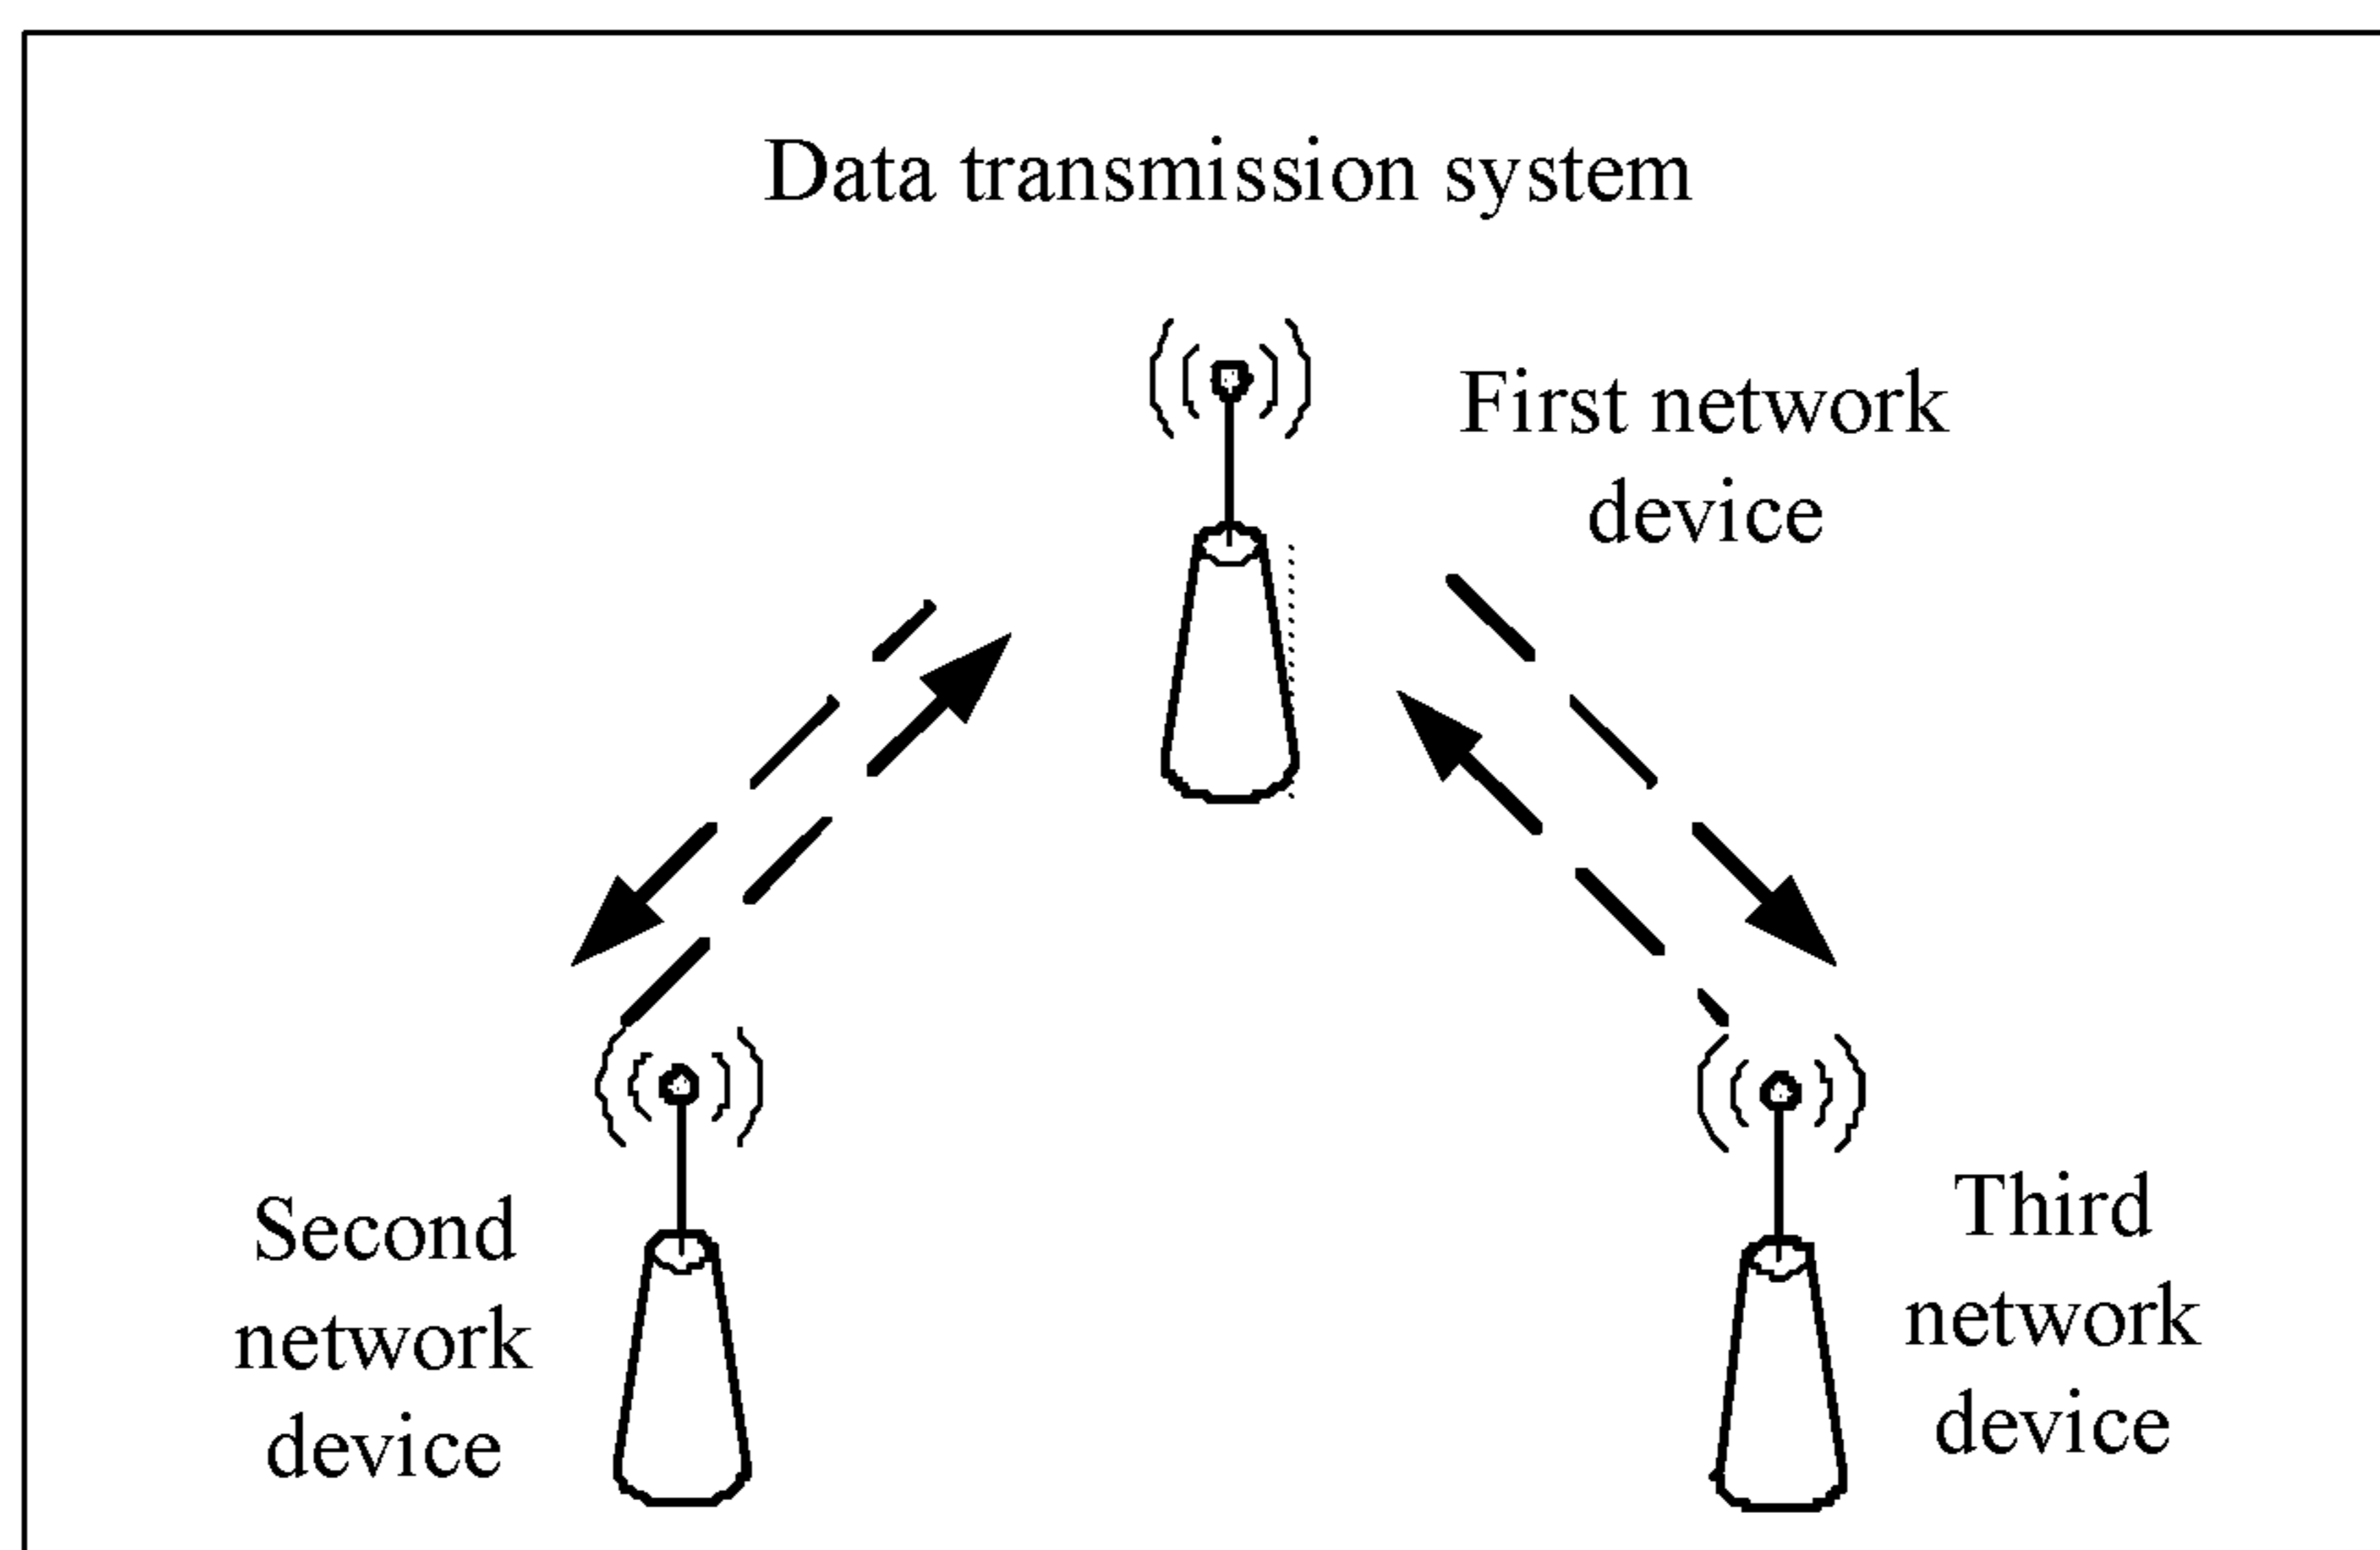 Data transmission system
First network
device
Second
network
device
Third
network
device